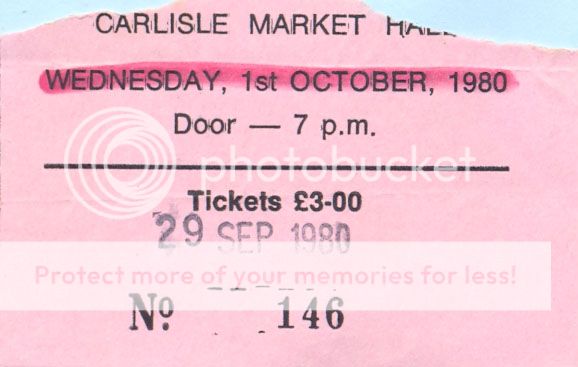 CARLISLE MARKET HALL
WEDNESDAY, 1st OCTOBER, 1980
Door — 7 p.m.
photobucket
Tickets £3-00
29 SEP 1980
Protect more of your memories for less!
Nº 146